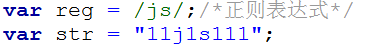 var reg = /js/;/*正则表达式*/
var str = "11j1s111";